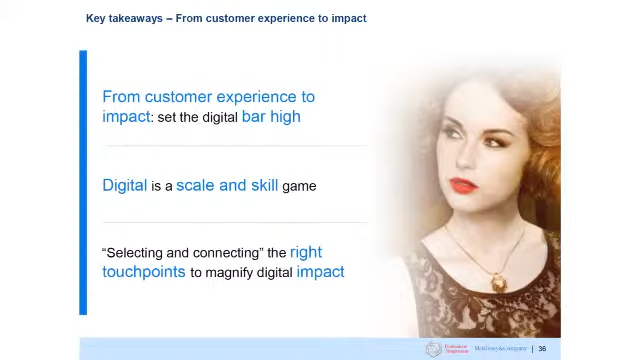 Key takeaways – From customer experience to impact
From customer experience to
impact: set the digital bar high
Digital is a scale and skill game
“Selecting and connecting” the right
touchpoints to magnify digital impact
McKinsey&Company | 36